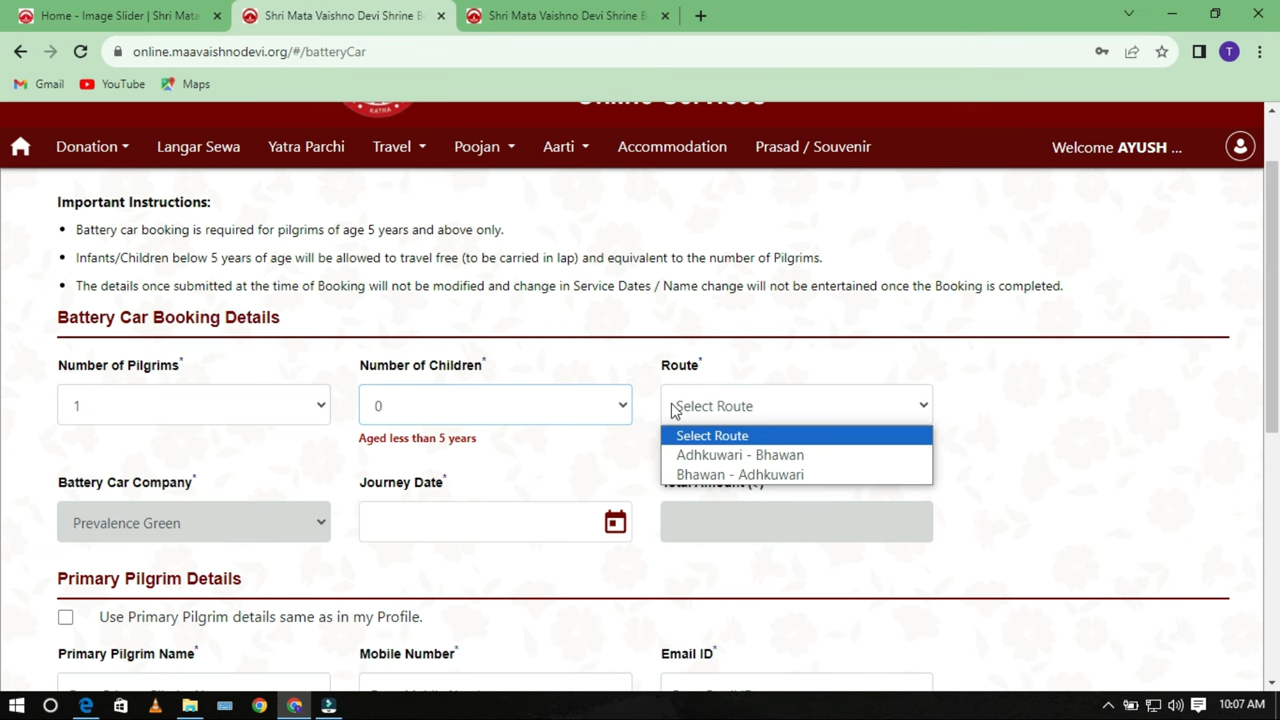 Home - Image Slider | Shri Mata
Shri Mata Vaishno Devi Shrine B
Shri Mata Vaishno Devi Shrine B
online.maavaishnodevi.org/#/batteryCar
T
Gmail
YouTube
Maps
KATRA
Online Services
Donation
Langar Sewa
Yatra Parchi
Travel
Poojan
Aarti
Accommodation
Prasad / Souvenir
Welcome AYUSH ...
Important Instructions:
• Battery car booking is required for pilgrims of age 5 years and above only.
• Infants/Children below 5 years of age will be allowed to travel free (to be carried in lap) and equivalent to the number of Pilgrims.
• The details once submitted at the time of Booking will not be modified and change in Service Dates / Name change will not be entertained once the Booking is completed.
Battery Car Booking Details
Number of Pilgrims*
Number of Children*
Route*
1
0
Select Route
Aged less than 5 years
Select Route
Adhkuwari - Bhawan
Bhawan - Adhkuwari
Battery Car Company*
Journey Date*
Total Amount (₹)
Prevalence Green
Primary Pilgrim Details
Use Primary Pilgrim details same as in my Profile.
Primary Pilgrim Name*
Mobile Number*
Email ID*
10:07 AM